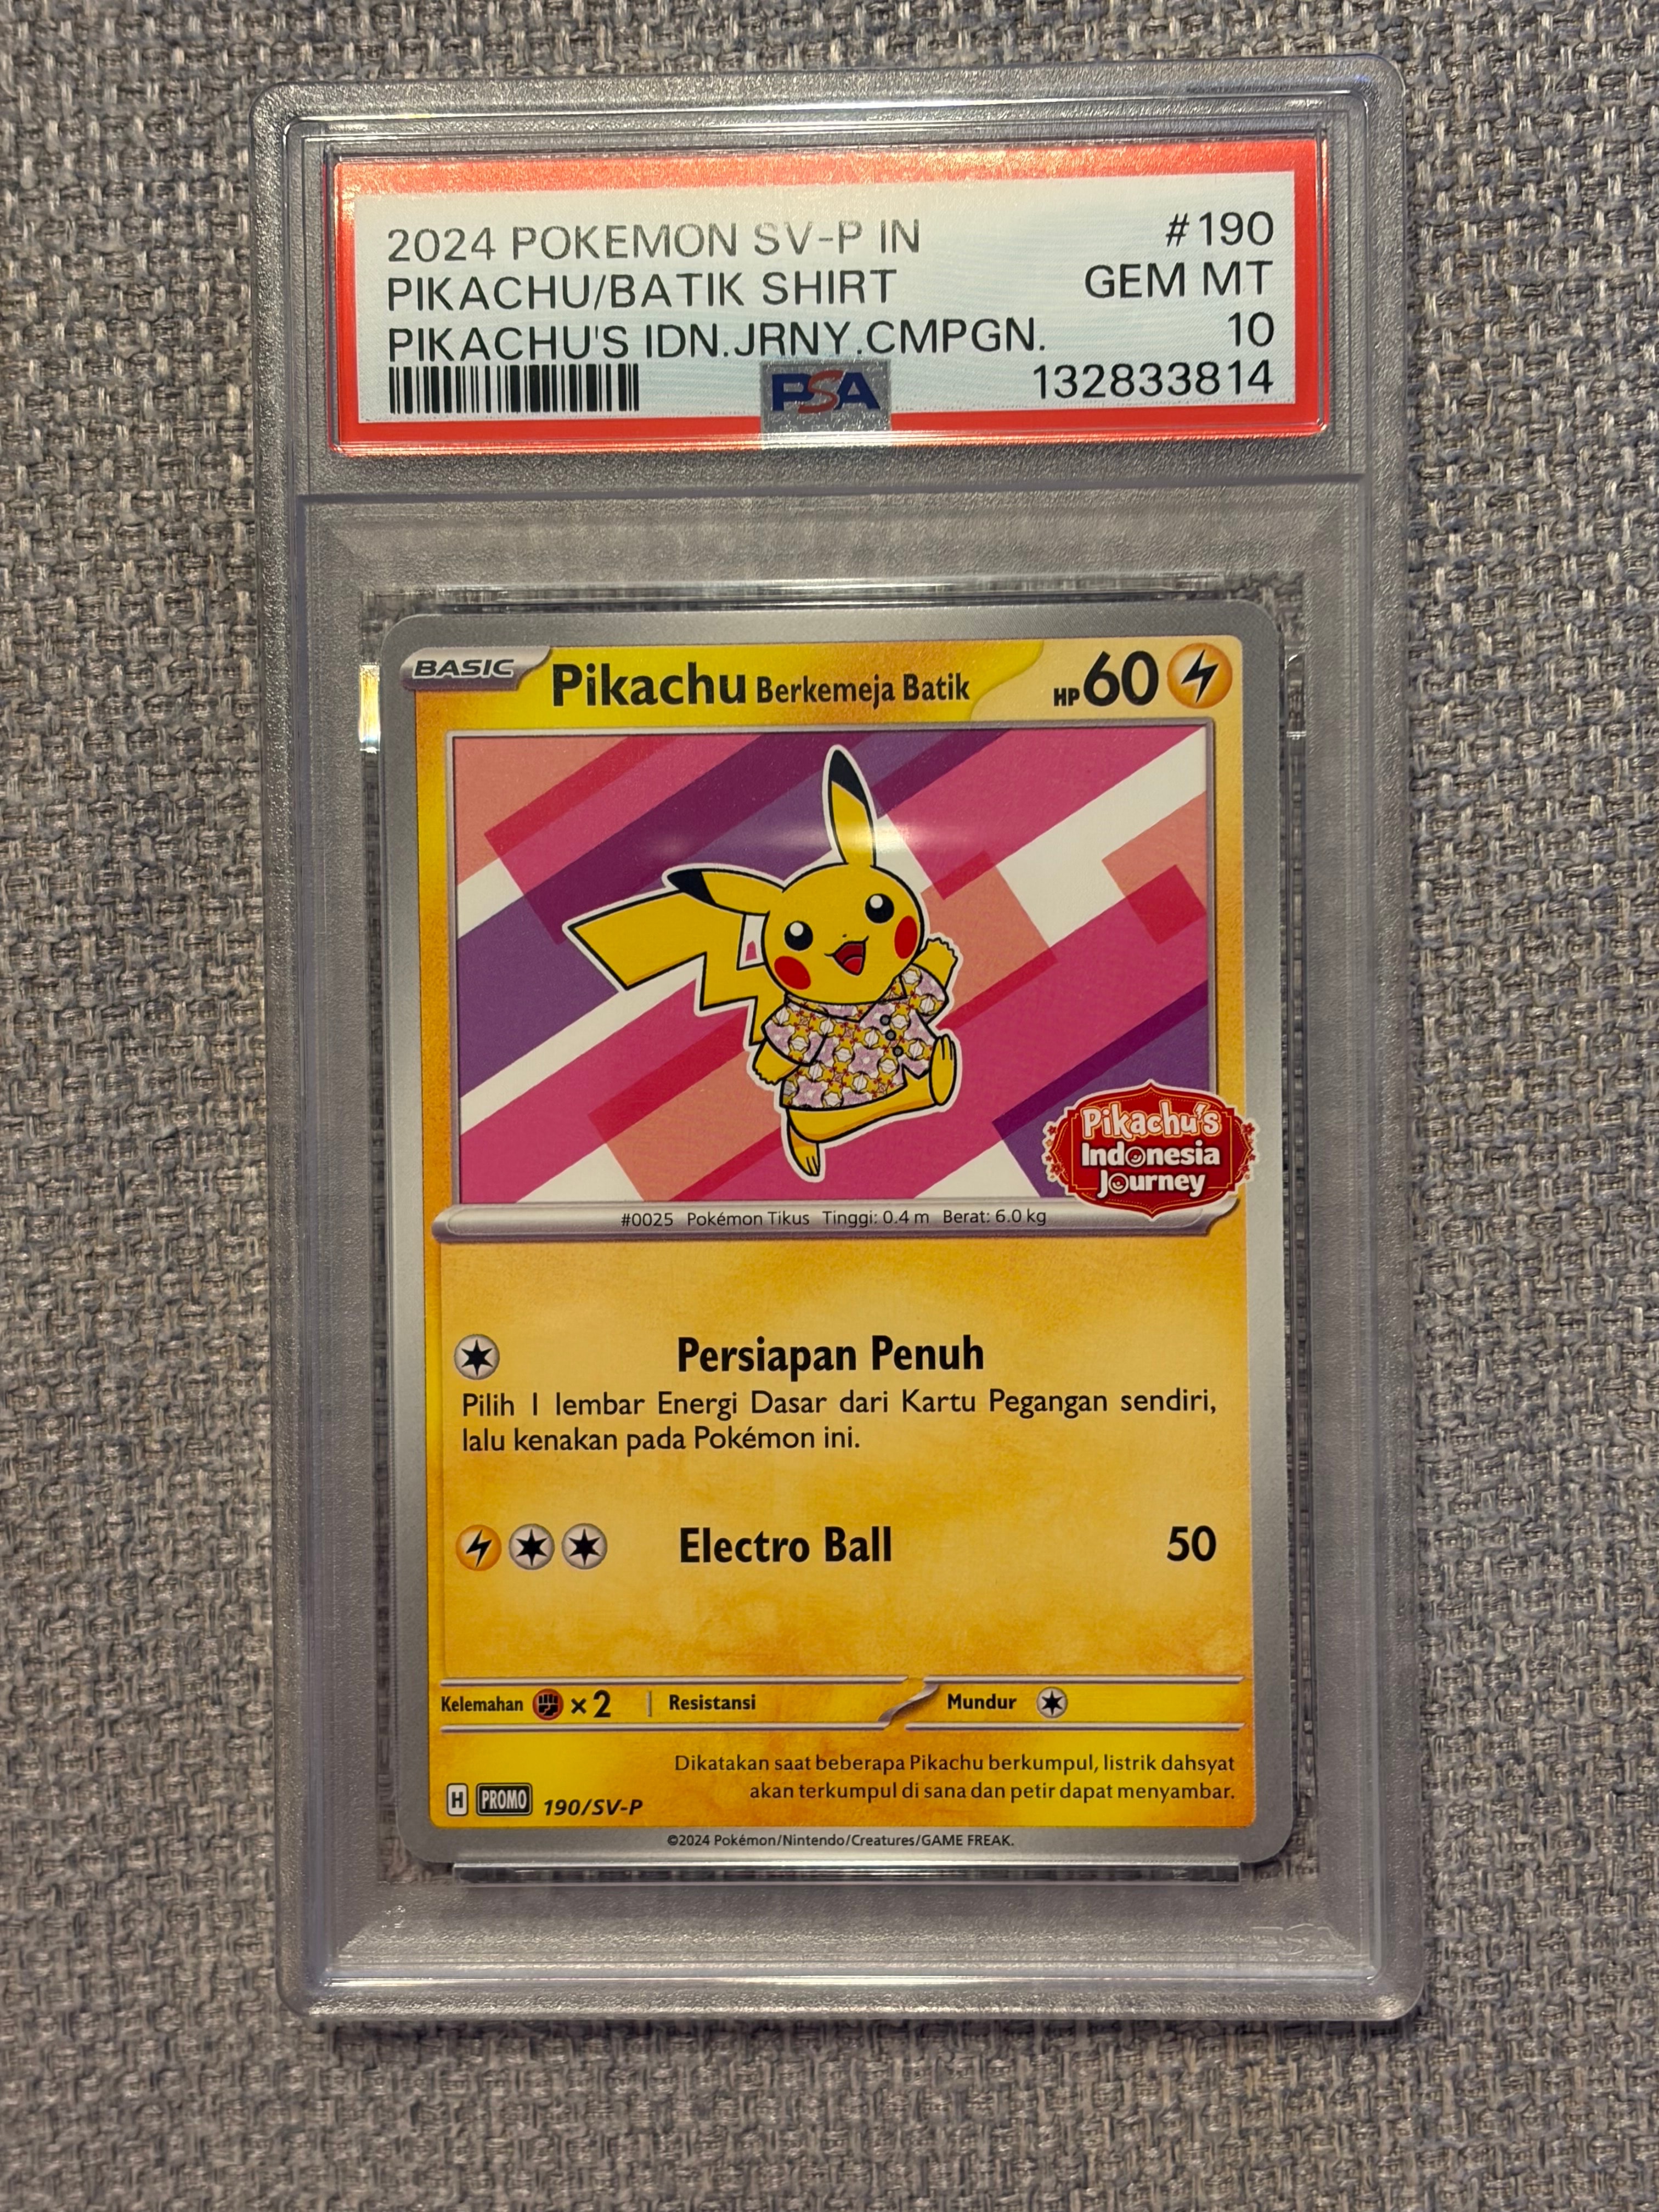 2024 POKEMON SV-P IN #190
PIKACHU/BATIK SHIRT GEM MT
PIKACHU'S IDN.JRNY.CMPGN. 10
PSA 132833814
BASIC Pikachu Berkemeja Batik HP 60
Pikachu's
Indonesia
Journey
#0025 Pokémon Tikus Tinggi: 0.4 m Berat: 6.0 kg
Persiapan Penuh
Pilih 1 lembar Energi Dasar dari Kartu Pegangan sendiri,
lalu kenakan pada Pokémon ini.
Electro Ball 50
Kelemahan ×2 Resistansi Mundur
Dikatakan saat beberapa Pikachu berkumpul, listrik dahsyat
akan terkumpul di sana dan petir dapat menyambar.
H PROMO 190/SV-P
©2024 Pokémon/Nintendo/Creatures/GAME FREAK.
PSA